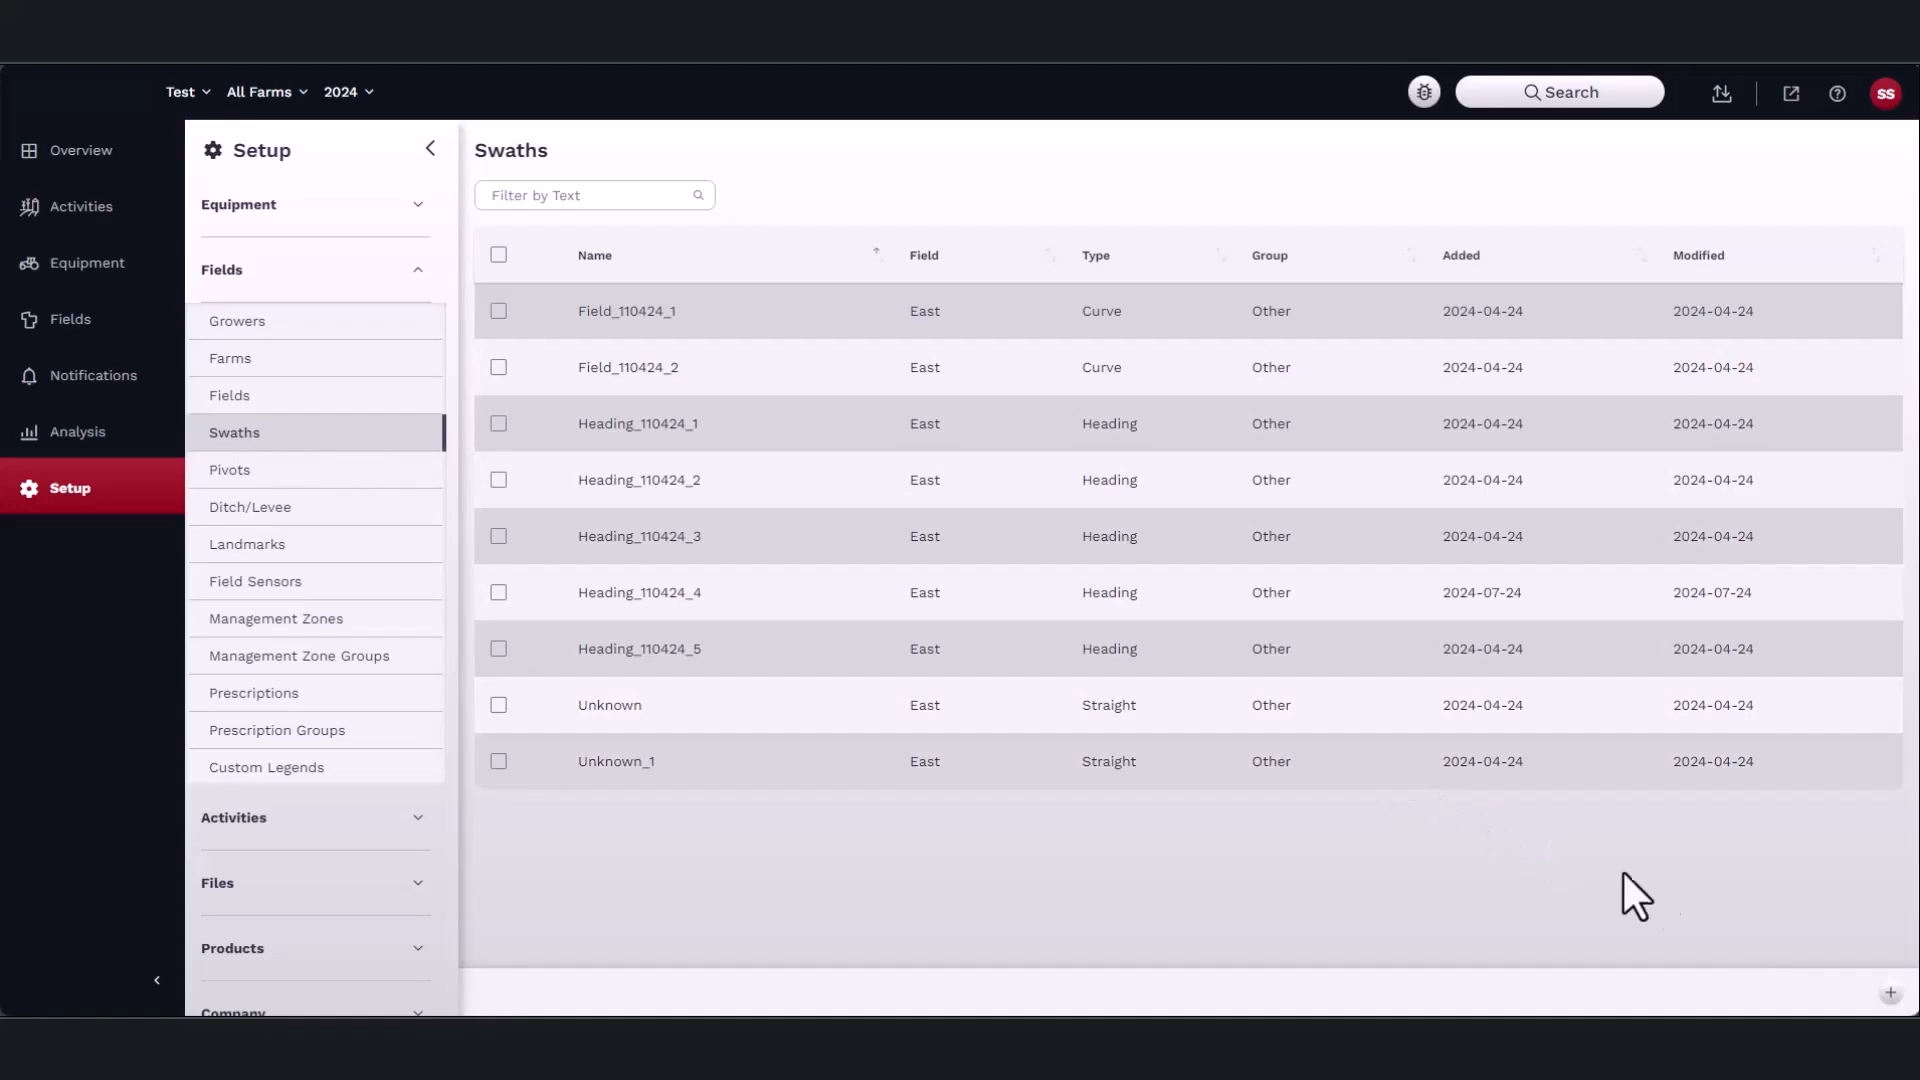 Test All Farms 2024 Search SS
Overview
Activities
Equipment
Fields
Notifications
Analysis
Setup
Setup
Equipment
Fields
Growers
Farms
Fields
Swaths
Pivots
Ditch/Levee
Landmarks
Field Sensors
Management Zones
Management Zone Groups
Prescriptions
Prescription Groups
Custom Legends
Activities
Files
Products
Company
Swaths
Filter by Text
Name Field Type Group Added Modified
Field_110424_1 East Curve Other 2024-04-24 2024-04-24
Field_110424_2 East Curve Other 2024-04-24 2024-04-24
Heading_110424_1 East Heading Other 2024-04-24 2024-04-24
Heading_110424_2 East Heading Other 2024-04-24 2024-04-24
Heading_110424_3 East Heading Other 2024-04-24 2024-04-24
Heading_110424_4 East Heading Other 2024-07-24 2024-07-24
Heading_110424_5 East Heading Other 2024-04-24 2024-04-24
Unknown East Straight Other 2024-04-24 2024-04-24
Unknown_1 East Straight Other 2024-04-24 2024-04-24